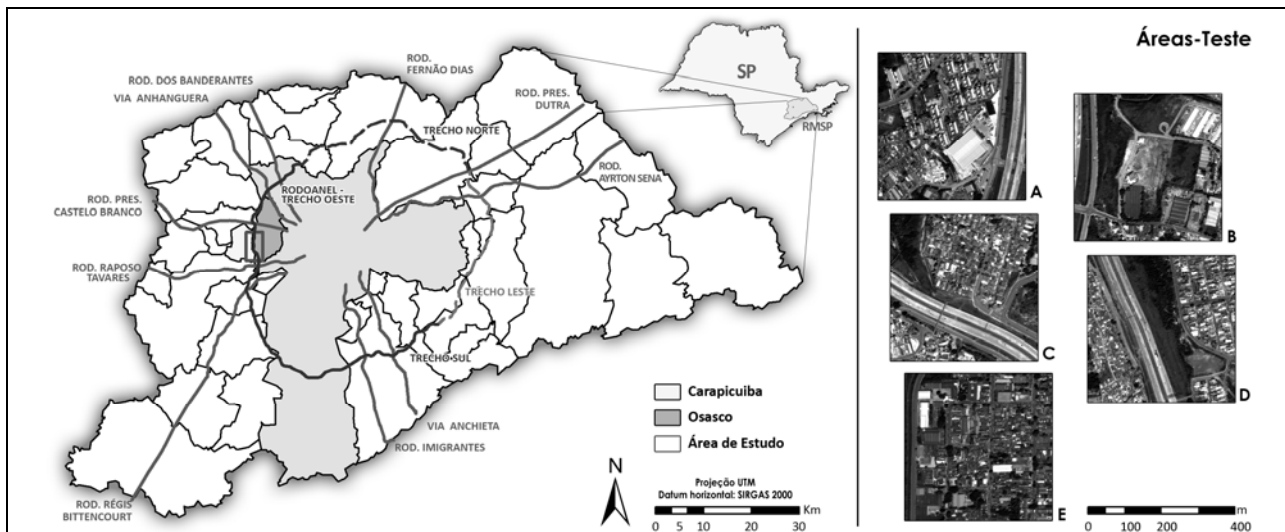 ROD. DOS BANDERANTES
VIA ANHANGUERA
ROD.
FERNÃO DIAS
ROD. PRES.
DUTRA
TRECHO NORTE
ROD.
AYRTON SENA
RODOANEL -
TRECHO OESTE
ROD. PRES.
CASTELO BRANCO
ROD. RAPOSO
TAVARES
TRECHO LESTE
TRECHO SUL
VIA ANCHIETA
ROD. IMIGRANTES
ROD. RÉGIS
BITTENCOURT
SP
RMSP
Carapicuiba
Osasco
Área de Estudo
N
Projeção UTM
Datum horizontal: SIRGAS 2000
Km
0 5 10 20 30
Áreas-Teste
A
B
C
D
E
m
0 100 200 400